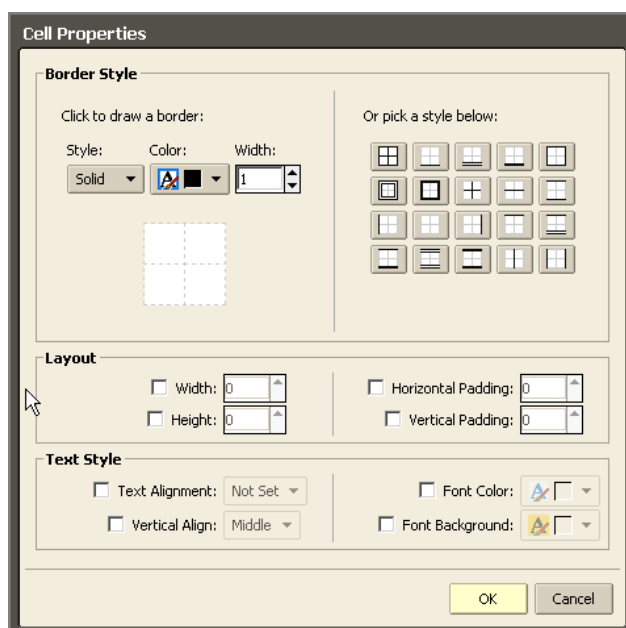 Cell Properties
Border Style
Click to draw a border:
Or pick a style below:
Style: Color: Width:
Solid 1
Layout
Width: 0 Horizontal Padding: 0
Height: 0 Vertical Padding: 0
Text Style
Text Alignment: Not Set Font Color:
Vertical Align: Middle Font Background:
OK Cancel